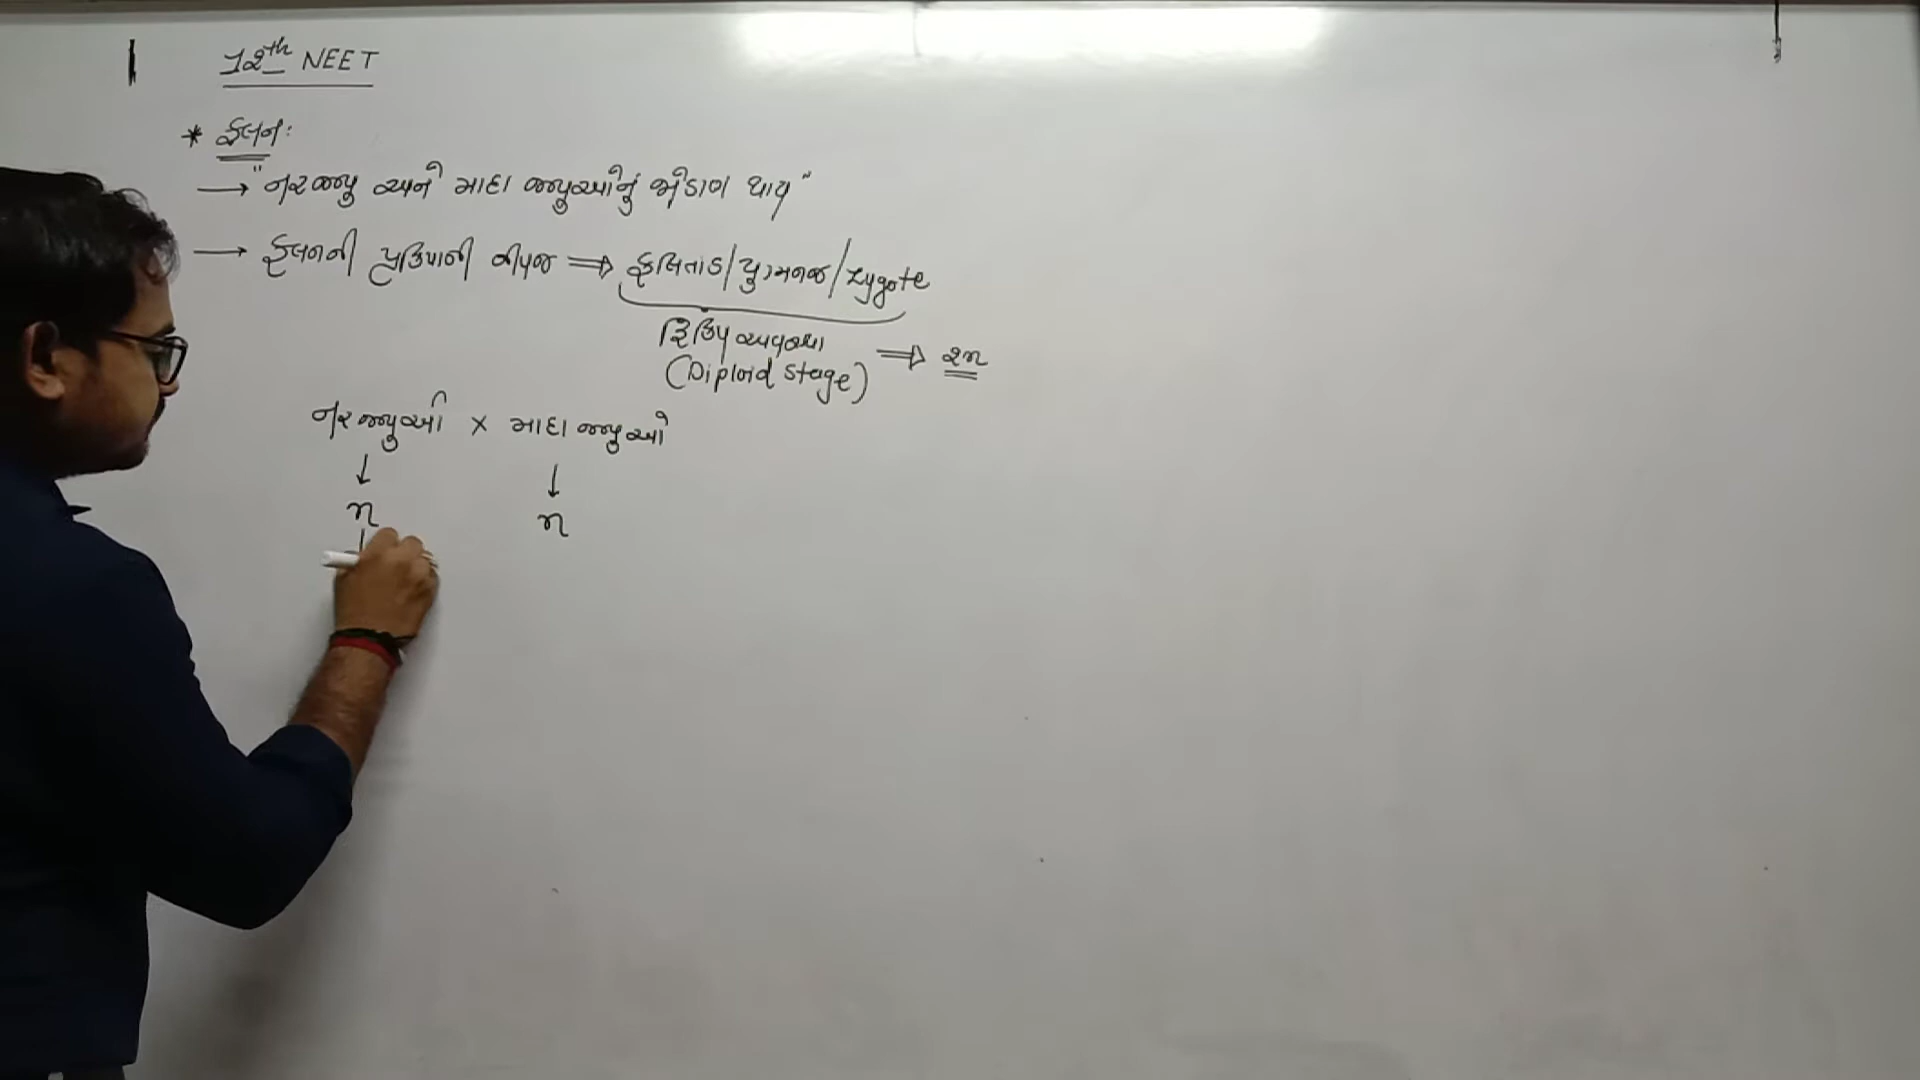 12th NEET
* ફલન:
→ "નરજન્યુ અને માદા જન્યુઓનું જોડાણ થાય"
→ ફલનની પ્રક્રિયાની નીપજ ⇒ ફલિતાંડ/યુગ્મનજ/zygote
દ્વિકિય અવસ્થા
(Diploid stage) ⇒ 2n
નરજન્યુઓ × માદા જન્યુઓ
↓ ↓
n n